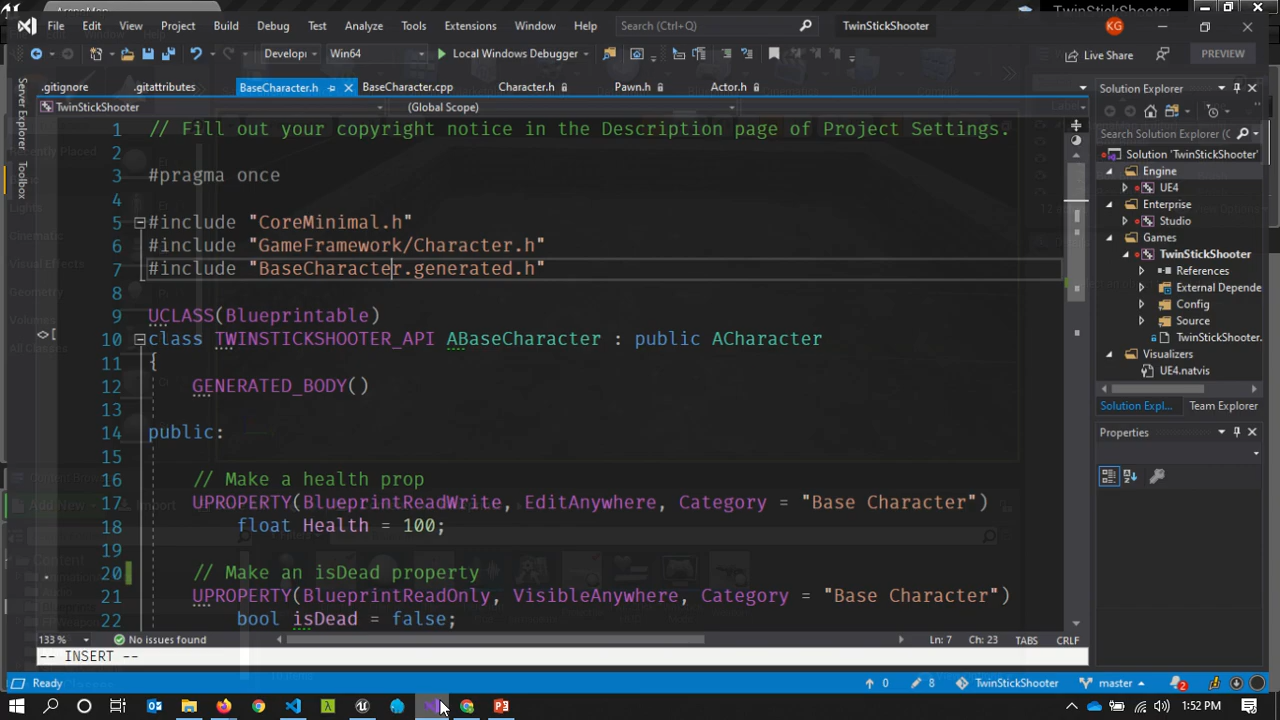 File Edit View Project Build Debug Test Analyze Tools Extensions Window Help Search (Ctrl+Q) TwinStickShooter KG
Develop Win64 Local Windows Debugger Live Share PREVIEW
.gitignore .gitattributes BaseCharacter.h BaseCharacter.cpp Character.h Pawn.h Actor.h
TwinStickShooter (Global Scope)
Server Explorer
Toolbox
1 // Fill out your copyright notice in the Description page of Project Settings.
2
3 #pragma once
4
5 #include "CoreMinimal.h"
6 #include "GameFramework/Character.h"
7 #include "BaseCharacter.generated.h"
8
9 UCLASS(Blueprintable)
10 class TWINSTICKSHOOTER_API ABaseCharacter : public ACharacter
11 {
12 GENERATED_BODY()
13
14 public:
15
16 // Make a health prop
17 UPROPERTY(BlueprintReadWrite, EditAnywhere, Category = "Base Character")
18 float Health = 100;
19
20 // Make an isDead property
21 UPROPERTY(BlueprintReadOnly, VisibleAnywhere, Category = "Base Character")
22 bool isDead = false;
133 % No issues found Ln: 7 Ch: 23 TABS CRLF
-- INSERT --
Solution Explorer
Search Solution Explorer (
Solution 'TwinStickShooter'
Engine
UE4
Enterprise
Studio
Games
TwinStickShooter
References
External Depende
Config
Source
TwinStickShooter.
Visualizers
UE4.natvis
Solution Expl... Team Explorer
Properties
Ready 0 8 TwinStickShooter master 2
1:52 PM